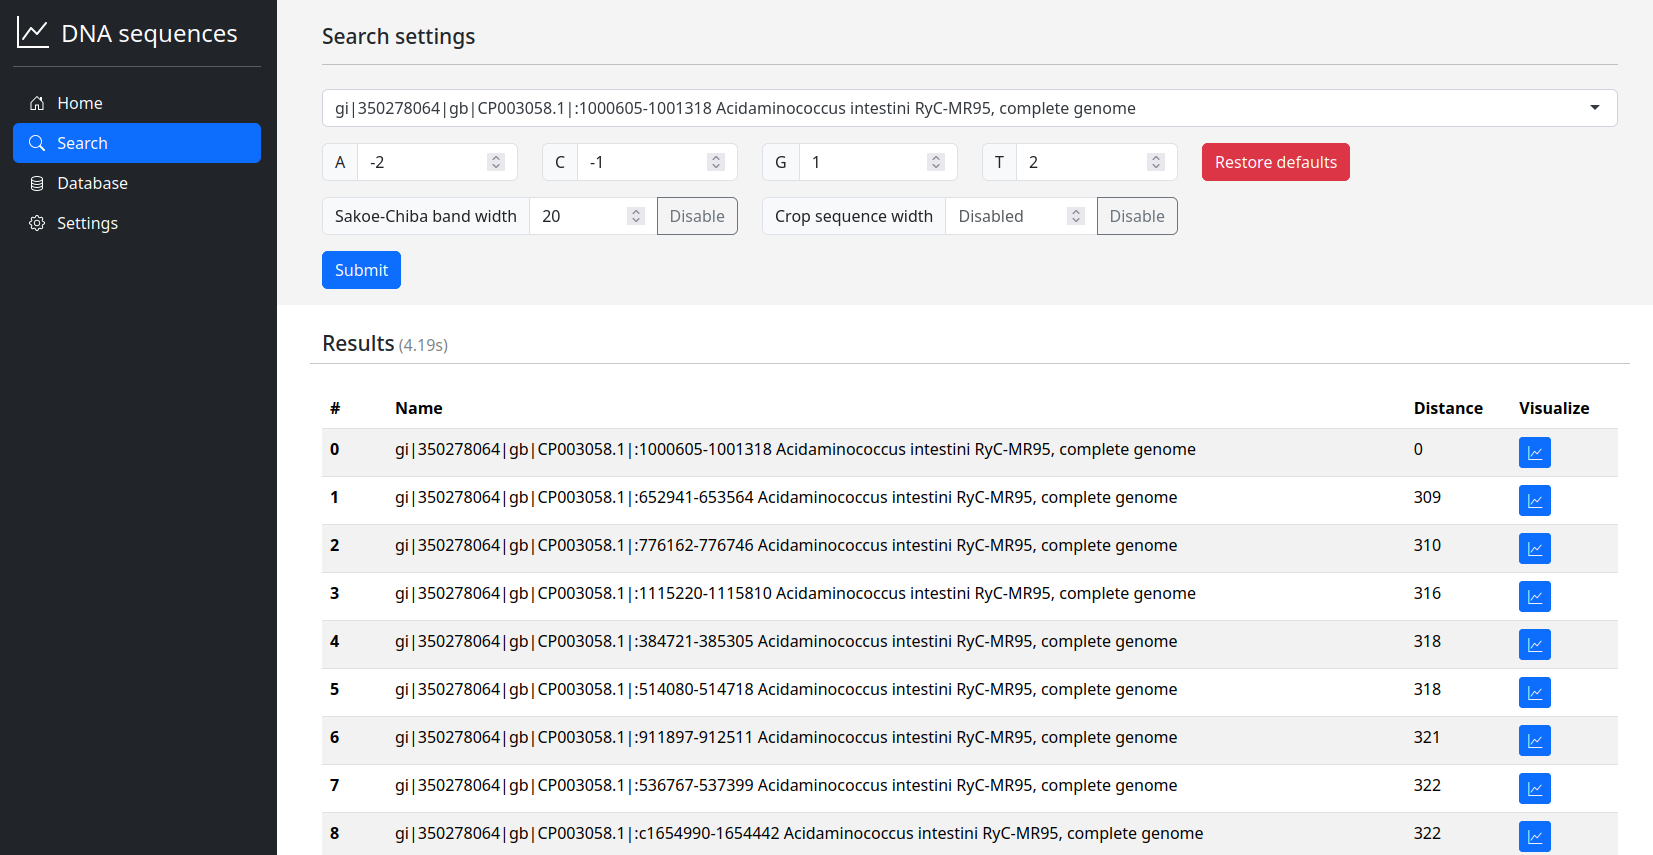 DNA sequences
Home
Search
Database
Settings
Search settings
gi|350278064|gb|CP003058.1|:1000605-1001318 Acidaminococcus intestini RyC-MR95, complete genome
A -2 C -1 G 1 T 2 Restore defaults
Sakoe-Chiba band width 20 Disable Crop sequence width Disabled Disable
Submit
Results (4.19s)
# Name Distance Visualize
0 gi|350278064|gb|CP003058.1|:1000605-1001318 Acidaminococcus intestini RyC-MR95, complete genome 0
1 gi|350278064|gb|CP003058.1|:652941-653564 Acidaminococcus intestini RyC-MR95, complete genome 309
2 gi|350278064|gb|CP003058.1|:776162-776746 Acidaminococcus intestini RyC-MR95, complete genome 310
3 gi|350278064|gb|CP003058.1|:1115220-1115810 Acidaminococcus intestini RyC-MR95, complete genome 316
4 gi|350278064|gb|CP003058.1|:384721-385305 Acidaminococcus intestini RyC-MR95, complete genome 318
5 gi|350278064|gb|CP003058.1|:514080-514718 Acidaminococcus intestini RyC-MR95, complete genome 318
6 gi|350278064|gb|CP003058.1|:911897-912511 Acidaminococcus intestini RyC-MR95, complete genome 321
7 gi|350278064|gb|CP003058.1|:536767-537399 Acidaminococcus intestini RyC-MR95, complete genome 322
8 gi|350278064|gb|CP003058.1|:c1654990-1654442 Acidaminococcus intestini RyC-MR95, complete genome 322